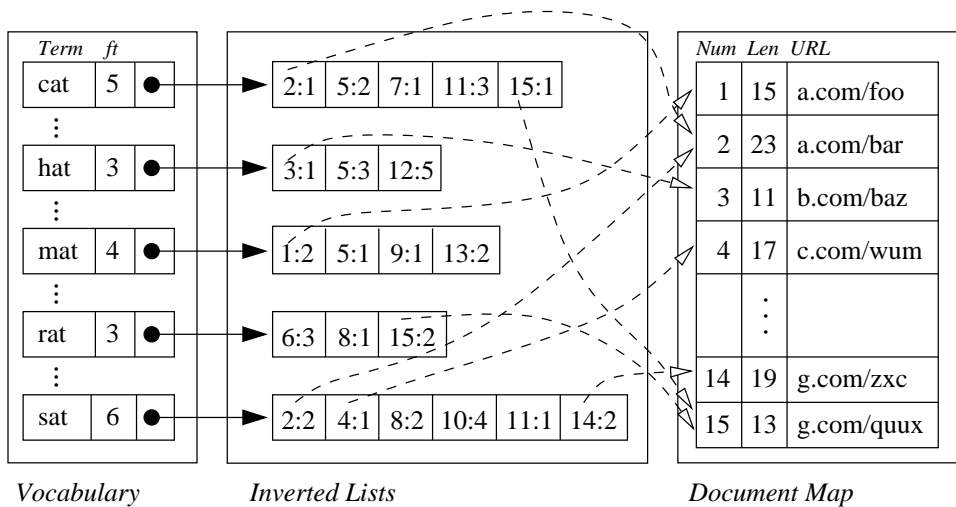 Term ft
cat 5
2:1 5:2 7:1 11:3 15:1
hat 3
3:1 5:3 12:5
mat 4
1:2 5:1 9:1 13:2
rat 3
6:3 8:1 15:2
sat 6
2:2 4:1 8:2 10:4 11:1 14:2
Num Len URL
1 15 a.com/foo
2 23 a.com/bar
3 11 b.com/baz
4 17 c.com/wum
14 19 g.com/zxc
15 13 g.com/quux
Vocabulary
Inverted Lists
Document Map